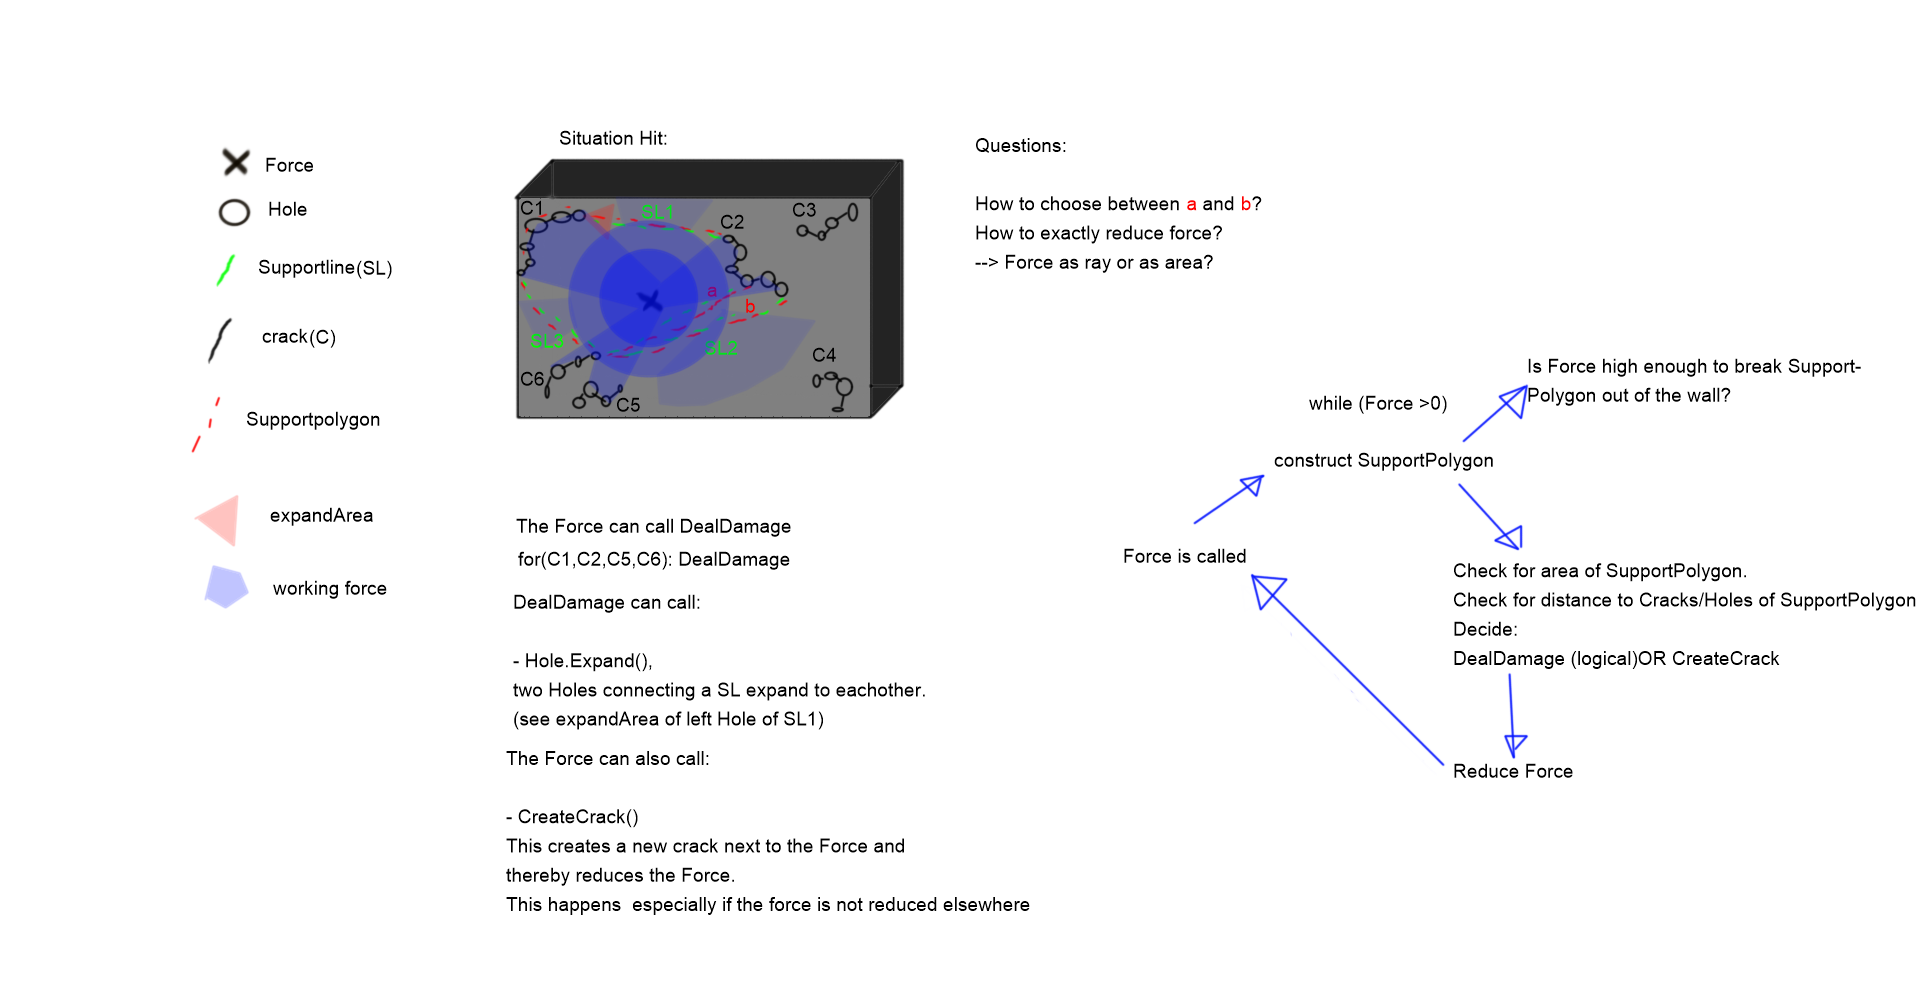 Force
Hole
Supportline(SL)
crack(C)
Supportpolygon
expandArea
working force
Situation Hit:
C1
SL1
C2
C3
a
b
SL3
SL2
C6
C5
C4
The Force can call DealDamage
for(C1,C2,C5,C6): DealDamage
DealDamage can call:
- Hole.Expand(),
two Holes connecting a SL expand to eachother.
(see expandArea of left Hole of SL1)
The Force can also call:
- CreateCrack()
This creates a new crack next to the Force and
thereby reduces the Force.
This happens  especially if the force is not reduced elsewhere
Questions:
How to choose between a and b?
How to exactly reduce force?
--> Force as ray or as area?
Is Force high enough to break Support-
Polygon out of the wall?
while (Force >0)
construct SupportPolygon
Force is called
Check for area of SupportPolygon.
Check for distance to Cracks/Holes of SupportPolygon
Decide:
DealDamage (logical)OR CreateCrack
Reduce Force